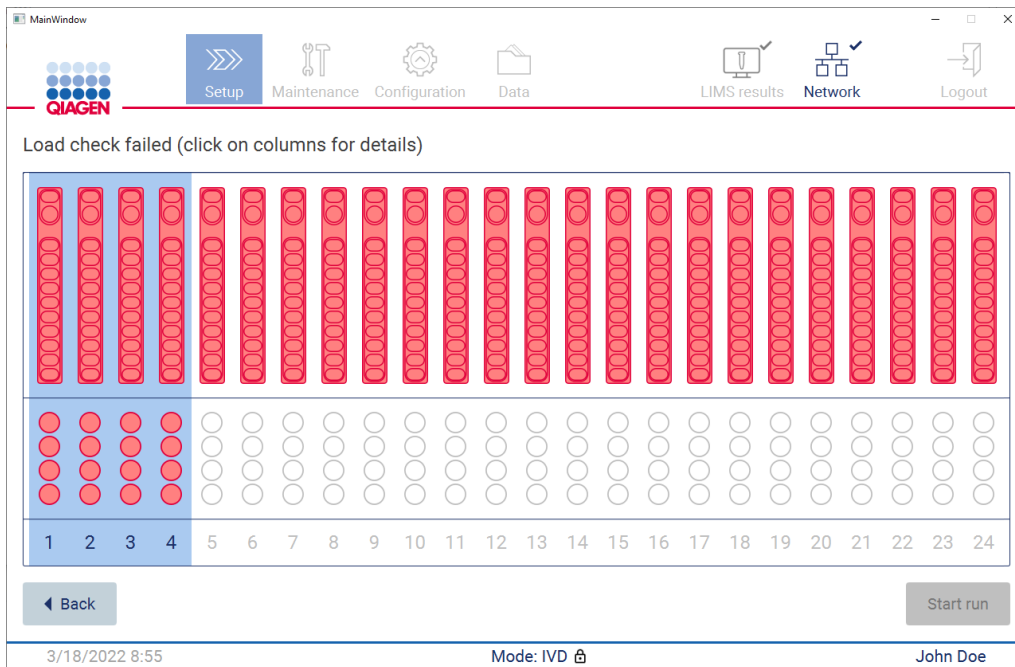 MainWindow
QIAGEN
Setup
Maintenance
Configuration
Data
LIMS results
Network
Logout
Load check failed (click on columns for details)
1 2 3 4 5 6 7 8 9 10 11 12 13 14 15 16 17 18 19 20 21 22 23 24
Back
Start run
3/18/2022 8:55
Mode: IVD
John Doe